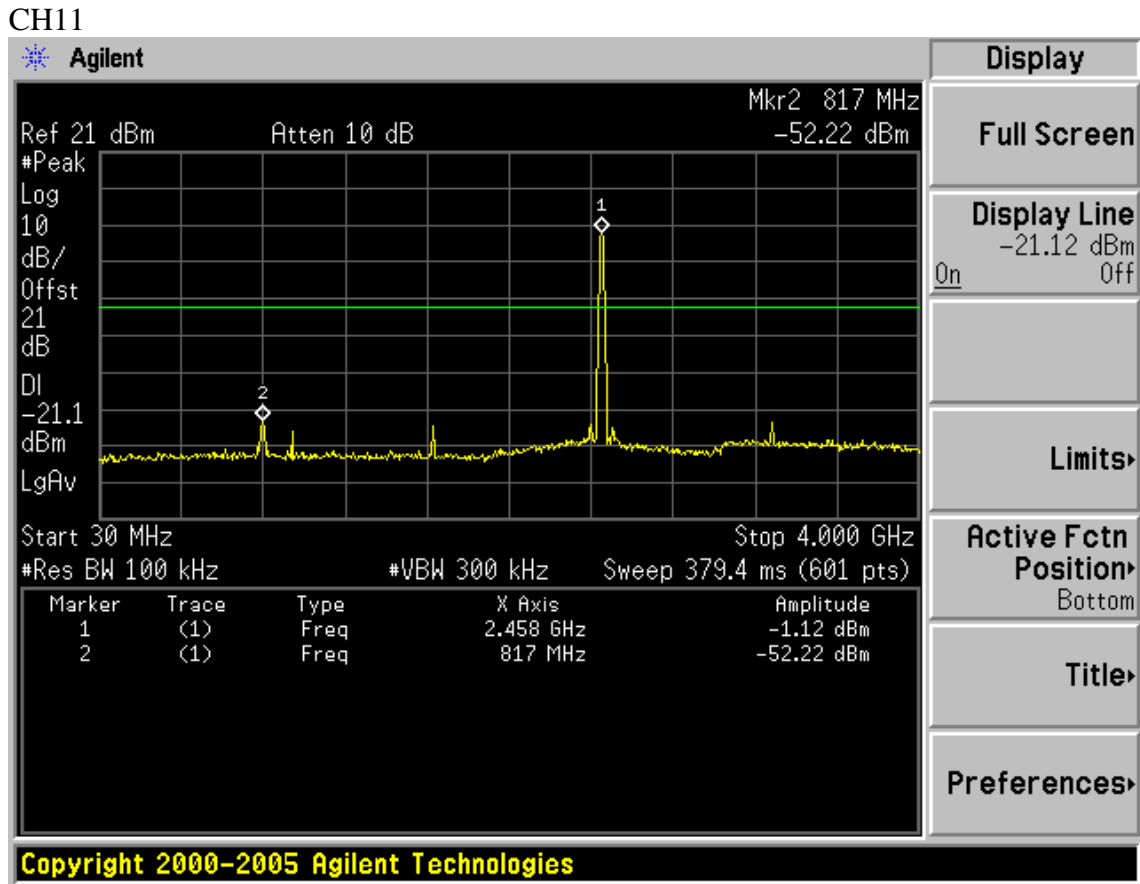 CH11
Agilent
Display
Mkr2 817 MHz
Ref 21 dBm Atten 10 dB -52.22 dBm
#Peak
Log
10
dB/
Offst
21
dB
DI
-21.1
dBm
LgAv
1
2
Start 30 MHz Stop 4.000 GHz
#Res BW 100 kHz #VBW 300 kHz Sweep 379.4 ms (601 pts)
Marker Trace Type X Axis Amplitude
1 (1) Freq 2.458 GHz -1.12 dBm
2 (1) Freq 817 MHz -52.22 dBm
Full Screen
Display Line
-21.12 dBm
On Off
Limits
Active Fctn
Position
Bottom
Title
Preferences
Copyright 2000-2005 Agilent Technologies